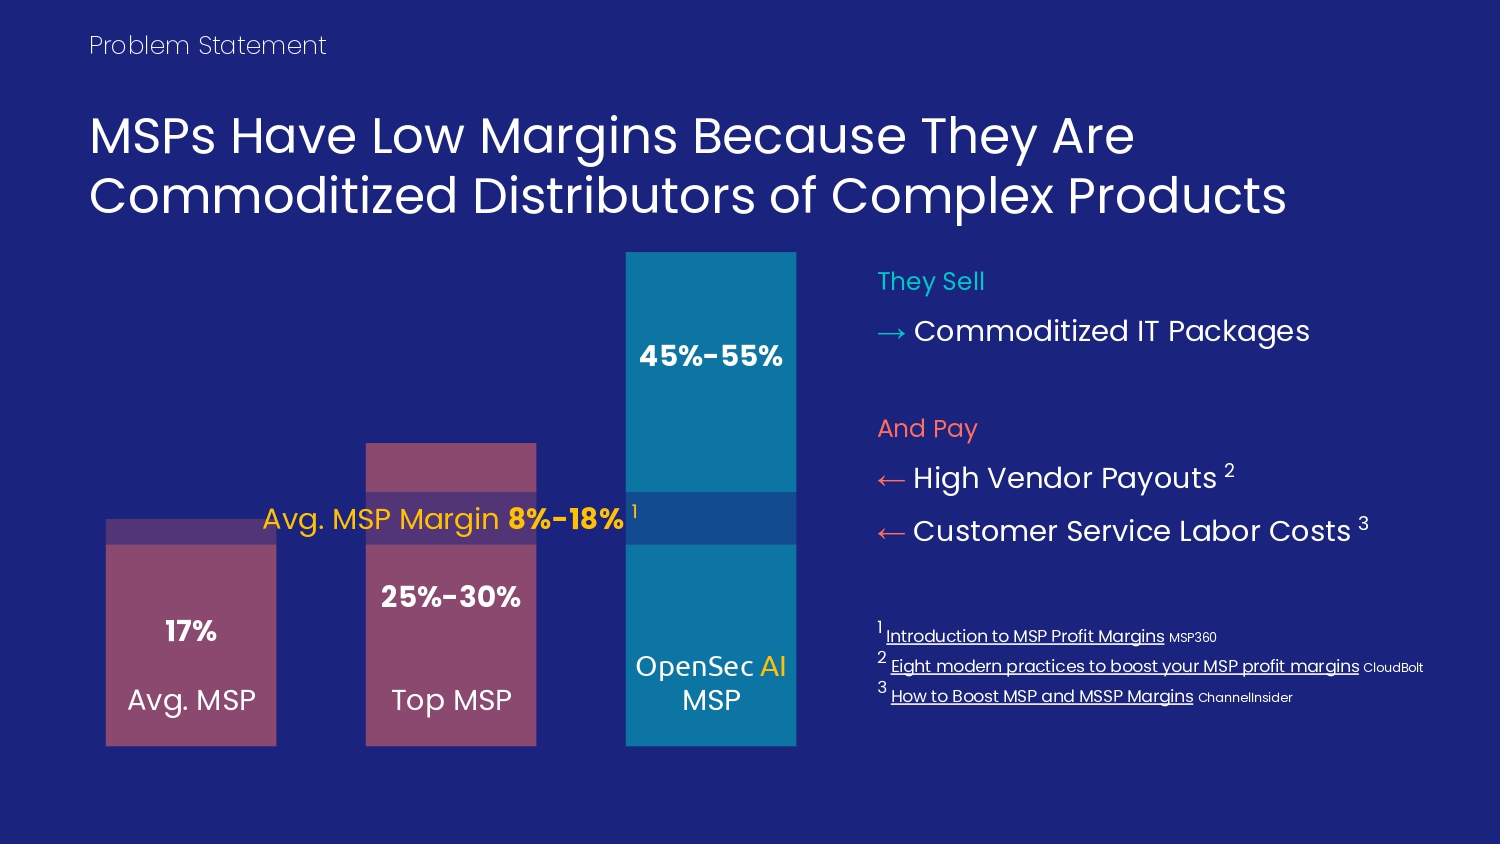 Problem Statement
MSPs Have Low Margins Because They Are
Commoditized Distributors of Complex Products
45%-55%
Avg. MSP Margin 8%-18% 1
25%-30%
17%
OpenSec AI
MSP
Avg. MSP
Top MSP
They Sell
→ Commoditized IT Packages
And Pay
← High Vendor Payouts 2
← Customer Service Labor Costs 3
1 Introduction to MSP Profit Margins MSP360
2 Eight modern practices to boost your MSP profit margins CloudBolt
3 How to Boost MSP and MSSP Margins ChannelInsider